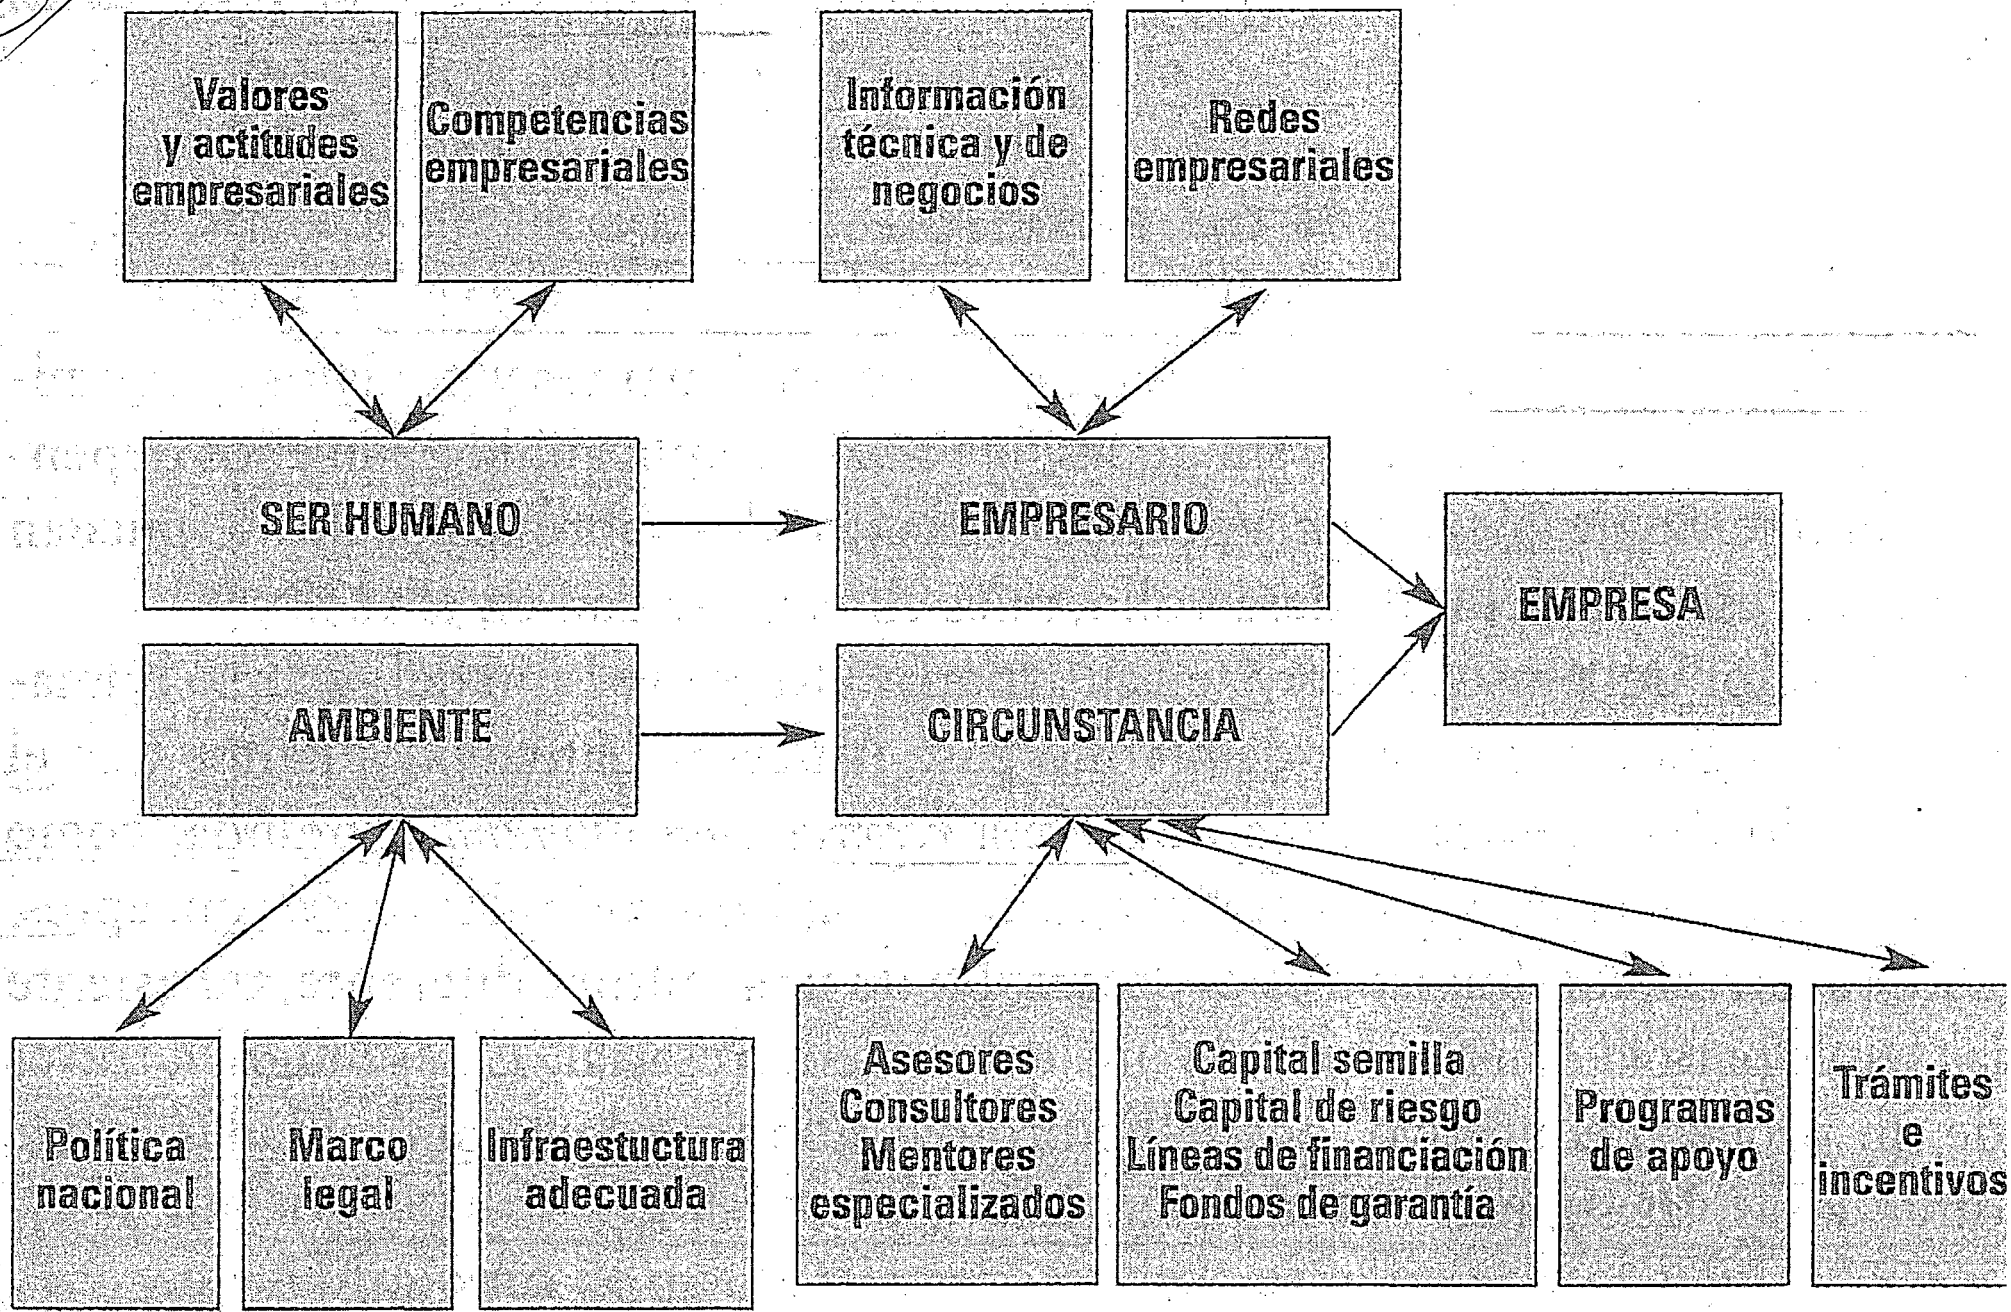 Valores
y actitudes
empresariales
Competencias
empresariales
Información
técnica y de
negocios
Redes
empresariales
SER HUMANO
EMPRESARIO
EMPRESA
AMBIENTE
CIRCUNSTANCIA
Política
nacional
Marco
legal
Infraestuctura
adecuada
Asesores
Consultores
Mentores
especializados
Capital semilla
Capital de riesgo
Líneas de financiación
Fondos de garantía
Programas
de apoyo
Trámites
e
incentivos